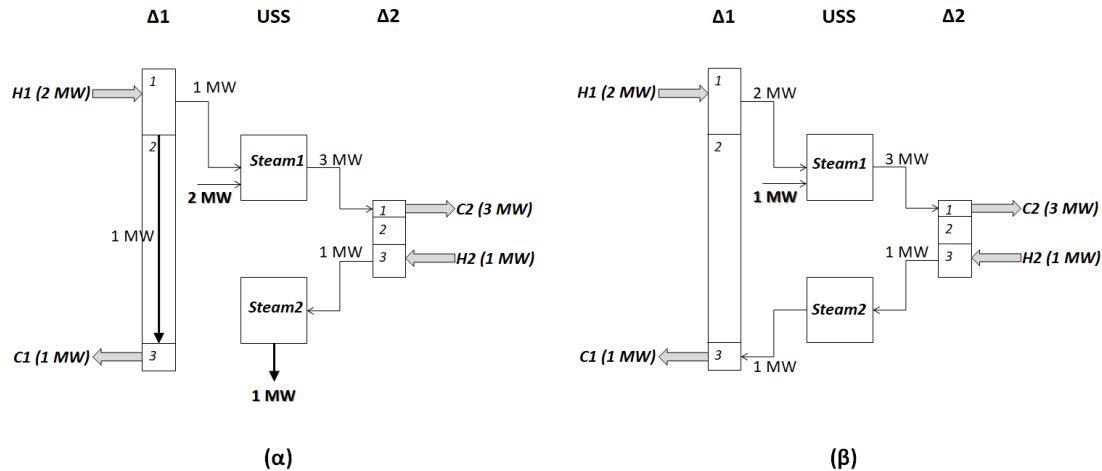 Δ1 USS Δ2
H1 (2 MW)
1
1 MW
2
Steam1
3 MW
2 MW
1
C2 (3 MW)
2
1 MW
1 MW
3
H2 (1 MW)
Steam2
C1 (1 MW)
3
1 MW
(α)
Δ1 USS Δ2
H1 (2 MW)
1
2 MW
2
Steam1
3 MW
1 MW
1
C2 (3 MW)
2
1 MW
3
H2 (1 MW)
Steam2
C1 (1 MW)
3
1 MW
(β)